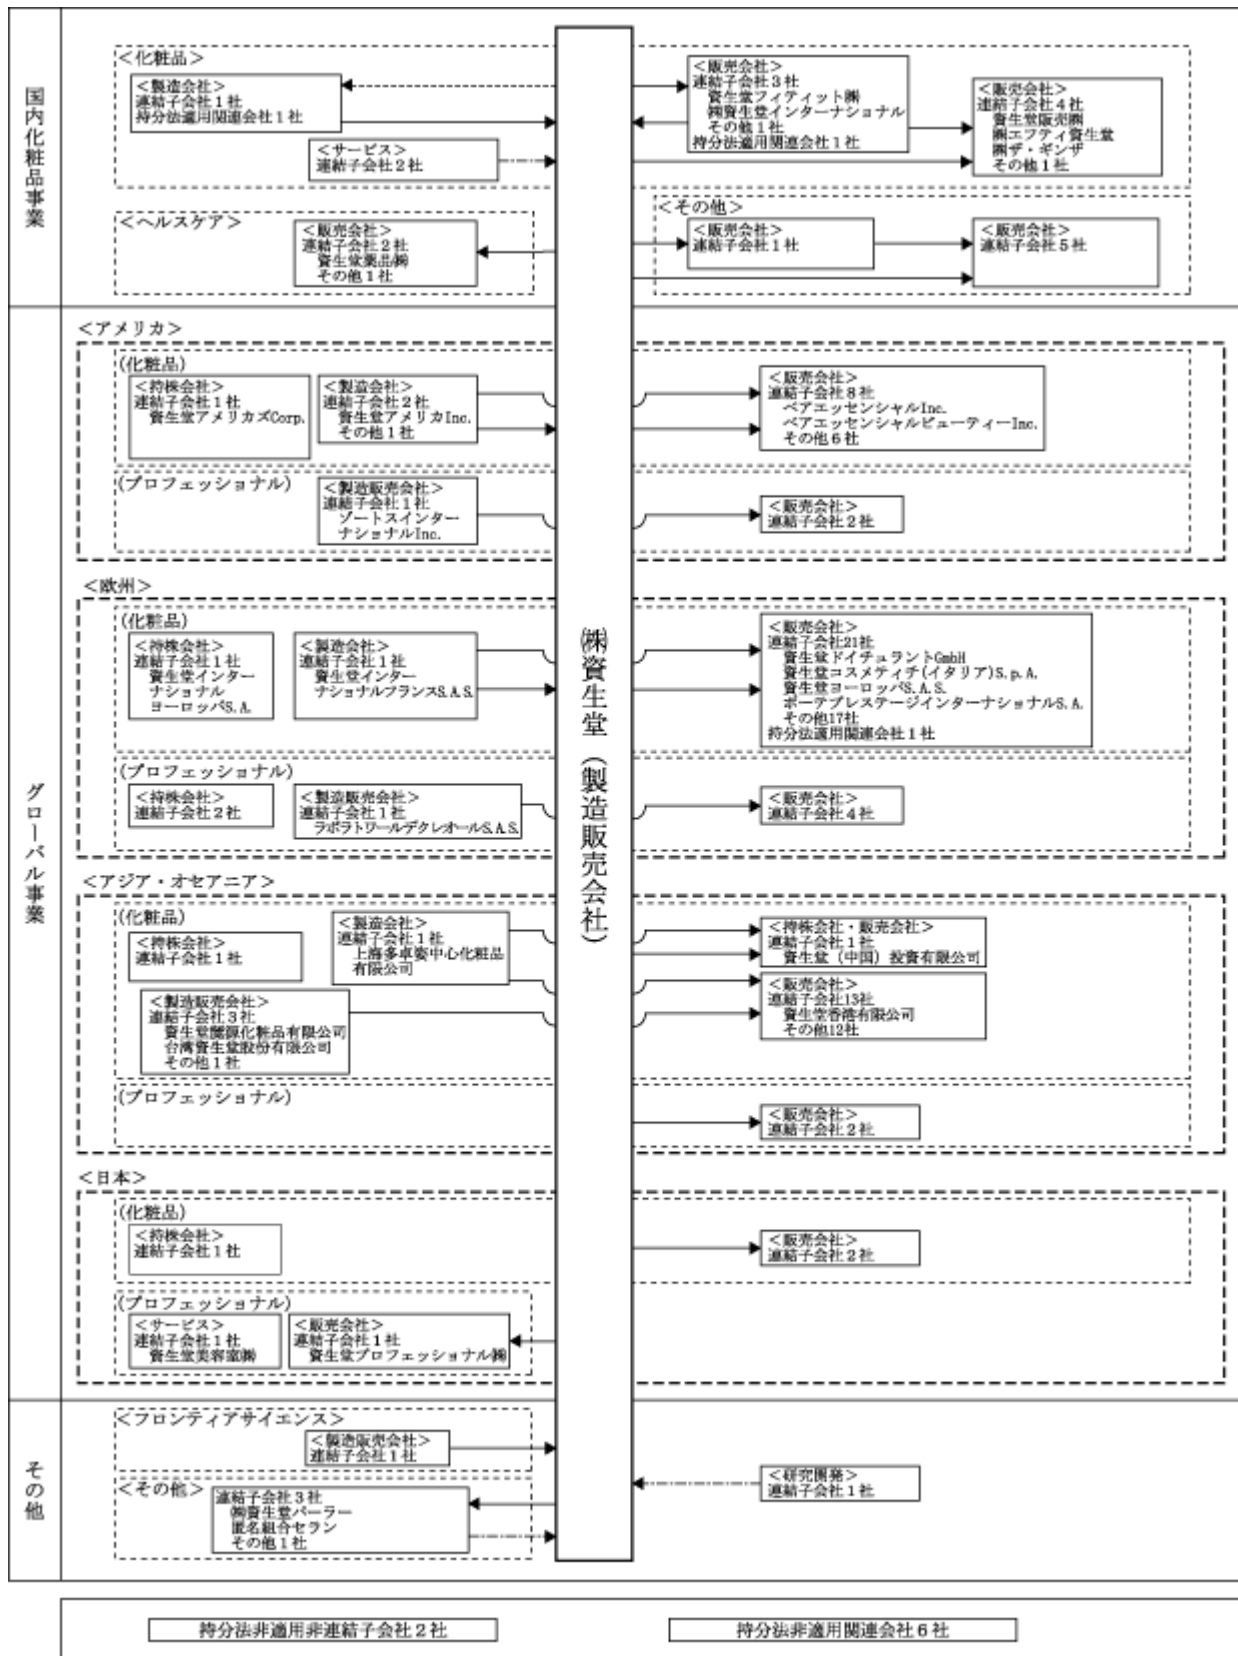 国内化粧品事業
＜化粧品＞
＜製造会社＞
連結子会社１社
持分法適用関連会社１社
＜サービス＞
連結子会社２社
＜販売会社＞
連結子会社３社
資生堂フィティット㈱
㈱資生堂インターナショナル
その他１社
持分法適用関連会社１社
＜販売会社＞
連結子会社４社
資生堂販売㈱
㈱エフティ資生堂
㈱ザ・ギンザ
その他１社
＜ヘルスケア＞
＜販売会社＞
連結子会社２社
資生堂薬品㈱
その他１社
＜その他＞
＜販売会社＞
連結子会社１社
＜販売会社＞
連結子会社５社
㈱資生堂（製造販売会社）
グローバル事業
＜アメリカ＞
(化粧品)
＜持株会社＞
連結子会社１社
資生堂アメリカズCorp.
＜製造会社＞
連結子会社２社
資生堂アメリカInc.
その他１社
＜販売会社＞
連結子会社８社
ベアエッセンシャルInc.
ベアエッセンシャルビューティーInc.
その他６社
(プロフェッショナル)
＜製造販売会社＞
連結子会社１社
ゾートスインター
ナショナルInc.
＜販売会社＞
連結子会社２社
＜欧州＞
(化粧品)
＜持株会社＞
連結子会社１社
資生堂インター
ナショナル
ヨーロッパS.A.
＜製造会社＞
連結子会社１社
資生堂インター
ナショナルフランスS.A.S.
＜販売会社＞
連結子会社21社
資生堂ドイチュラントGmbH
資生堂コスメティチ(イタリア)S.p.A.
資生堂ヨーロッパS.A.S.
ボーテプレステージインターナショナルS.A.
その他17社
持分法適用関連会社１社
(プロフェッショナル)
＜持株会社＞
連結子会社２社
＜製造販売会社＞
連結子会社１社
ラボラトワールデクレオールS.A.S.
＜販売会社＞
連結子会社４社
＜アジア・オセアニア＞
(化粧品)
＜持株会社＞
連結子会社１社
＜製造会社＞
連結子会社１社
上海多卓姿中心化粧品
有限公司
＜製造販売会社＞
連結子会社３社
資生堂麗源化粧品有限公司
台湾資生堂股份有限公司
その他１社
＜持株会社・販売会社＞
連結子会社１社
資生堂（中国）投資有限公司
＜販売会社＞
連結子会社13社
資生堂香港有限公司
その他12社
(プロフェッショナル)
＜販売会社＞
連結子会社２社
＜日本＞
(化粧品)
＜持株会社＞
連結子会社１社
＜販売会社＞
連結子会社２社
(プロフェッショナル)
＜サービス＞
連結子会社１社
資生堂美容室㈱
＜販売会社＞
連結子会社１社
資生堂プロフェッショナル㈱
その他
＜フロンティアサイエンス＞
＜製造販売会社＞
連結子会社１社
＜その他＞
連結子会社３社
㈱資生堂パーラー
匿名組合セラン
その他１社
＜研究開発＞
連結子会社１社
持分法非適用非連結子会社２社
持分法非適用関連会社６社